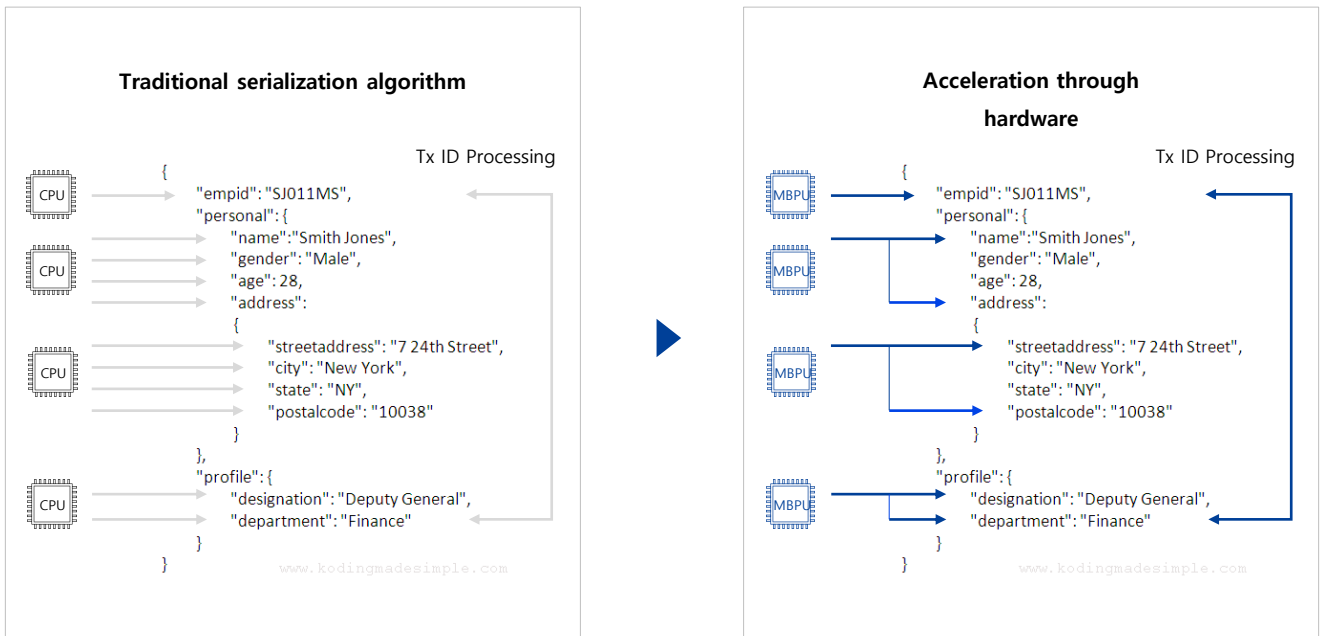 Traditional serialization algorithm
Tx ID Processing
CPU
CPU
CPU
CPU
{
"empid": "SJ011MS",
"personal": {
"name":"Smith Jones",
"gender": "Male",
"age": 28,
"address":
{
"streetaddress": "7 24th Street",
"city": "New York",
"state": "NY",
"postalcode": "10038"
}
},
"profile": {
"designation": "Deputy General",
"department": "Finance"
}
}
www.kodingmadesimple.com
Acceleration through
hardware
Tx ID Processing
MBPU
MBPU
MBPU
MBPU
{
"empid": "SJ011MS",
"personal": {
"name":"Smith Jones",
"gender": "Male",
"age": 28,
"address":
{
"streetaddress": "7 24th Street",
"city": "New York",
"state": "NY",
"postalcode": "10038"
}
},
"profile": {
"designation": "Deputy General",
"department": "Finance"
}
}
www.kodingmadesimple.com